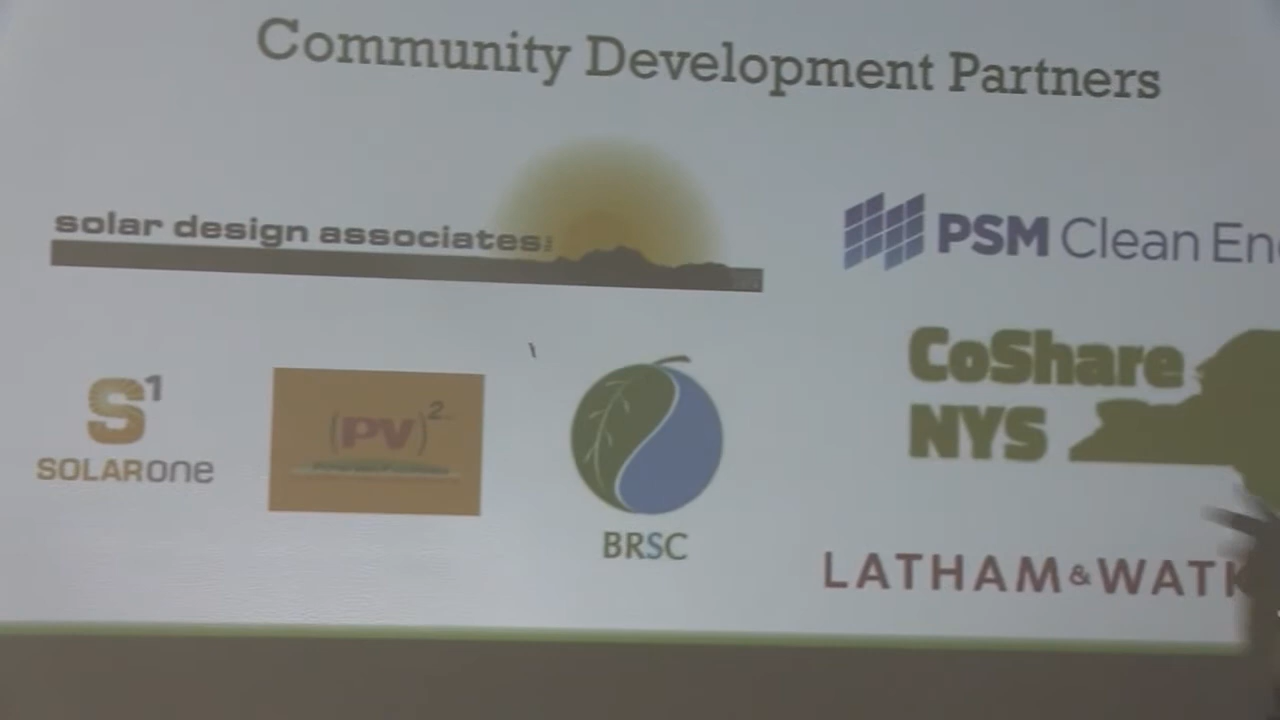 Community Development Partners
solar design associates
PSM Clean En
CoShare
NYS
S1
SOLARone
(PV)2
BRSC
LATHAM&WATK